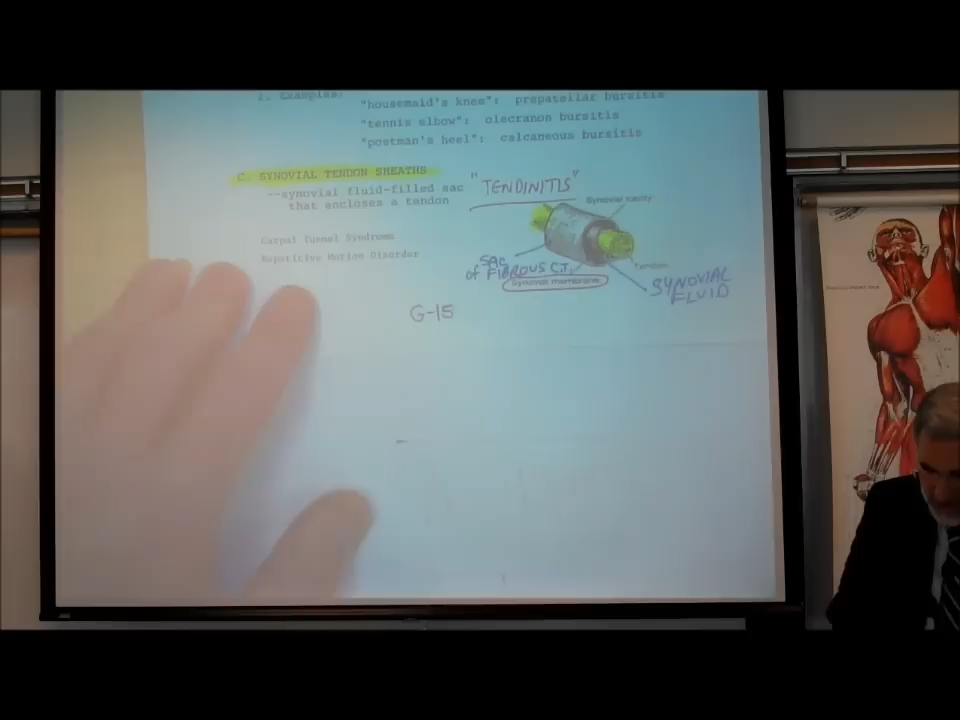 2. Examples:
"housemaid's knee": prepatellar bursitis
"tennis elbow": olecranon bursitis
"postman's heel": calcaneous bursitis
C. SYNOVIAL TENDON SHEATHS
--synovial fluid-filled sac
that encloses a tendon
"TENDINITIS"
Synovial cavity
Carpal Tunnel Syndrome
Repetitive Motion Disorder
SAC
OF FIBROUS C.T.
Synovial membrane
Tendon
SYNOVIAL
FLUID
G-15